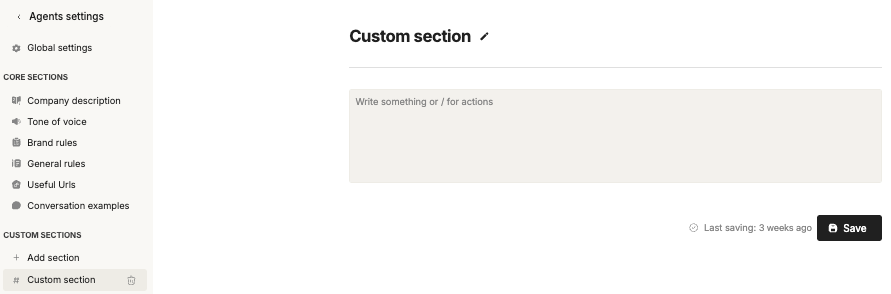 Agents settings
Global settings
CORE SECTIONS
Company description
Tone of voice
Brand rules
General rules
Useful Urls
Conversation examples
CUSTOM SECTIONS
+ Add section
# Custom section
Custom section
Write something or / for actions
Last saving: 3 weeks ago
Save